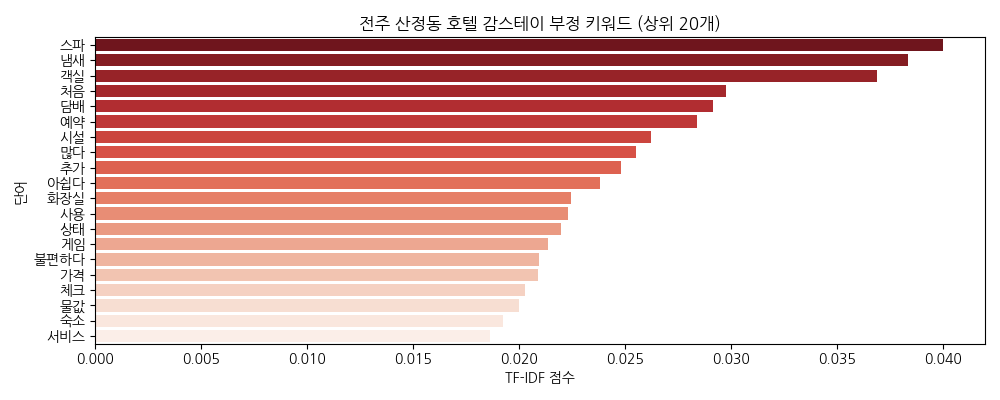 전주 산정동 호텔 감스테이 부정 키워드 (상위 20개)
단어
스파
냄새
객실
처음
담배
예약
시설
많다
추가
아쉽다
화장실
사용
상태
게임
불편하다
가격
체크
물값
숙소
서비스
0.000 0.005 0.010 0.015 0.020 0.025 0.030 0.035 0.040
TF-IDF 점수